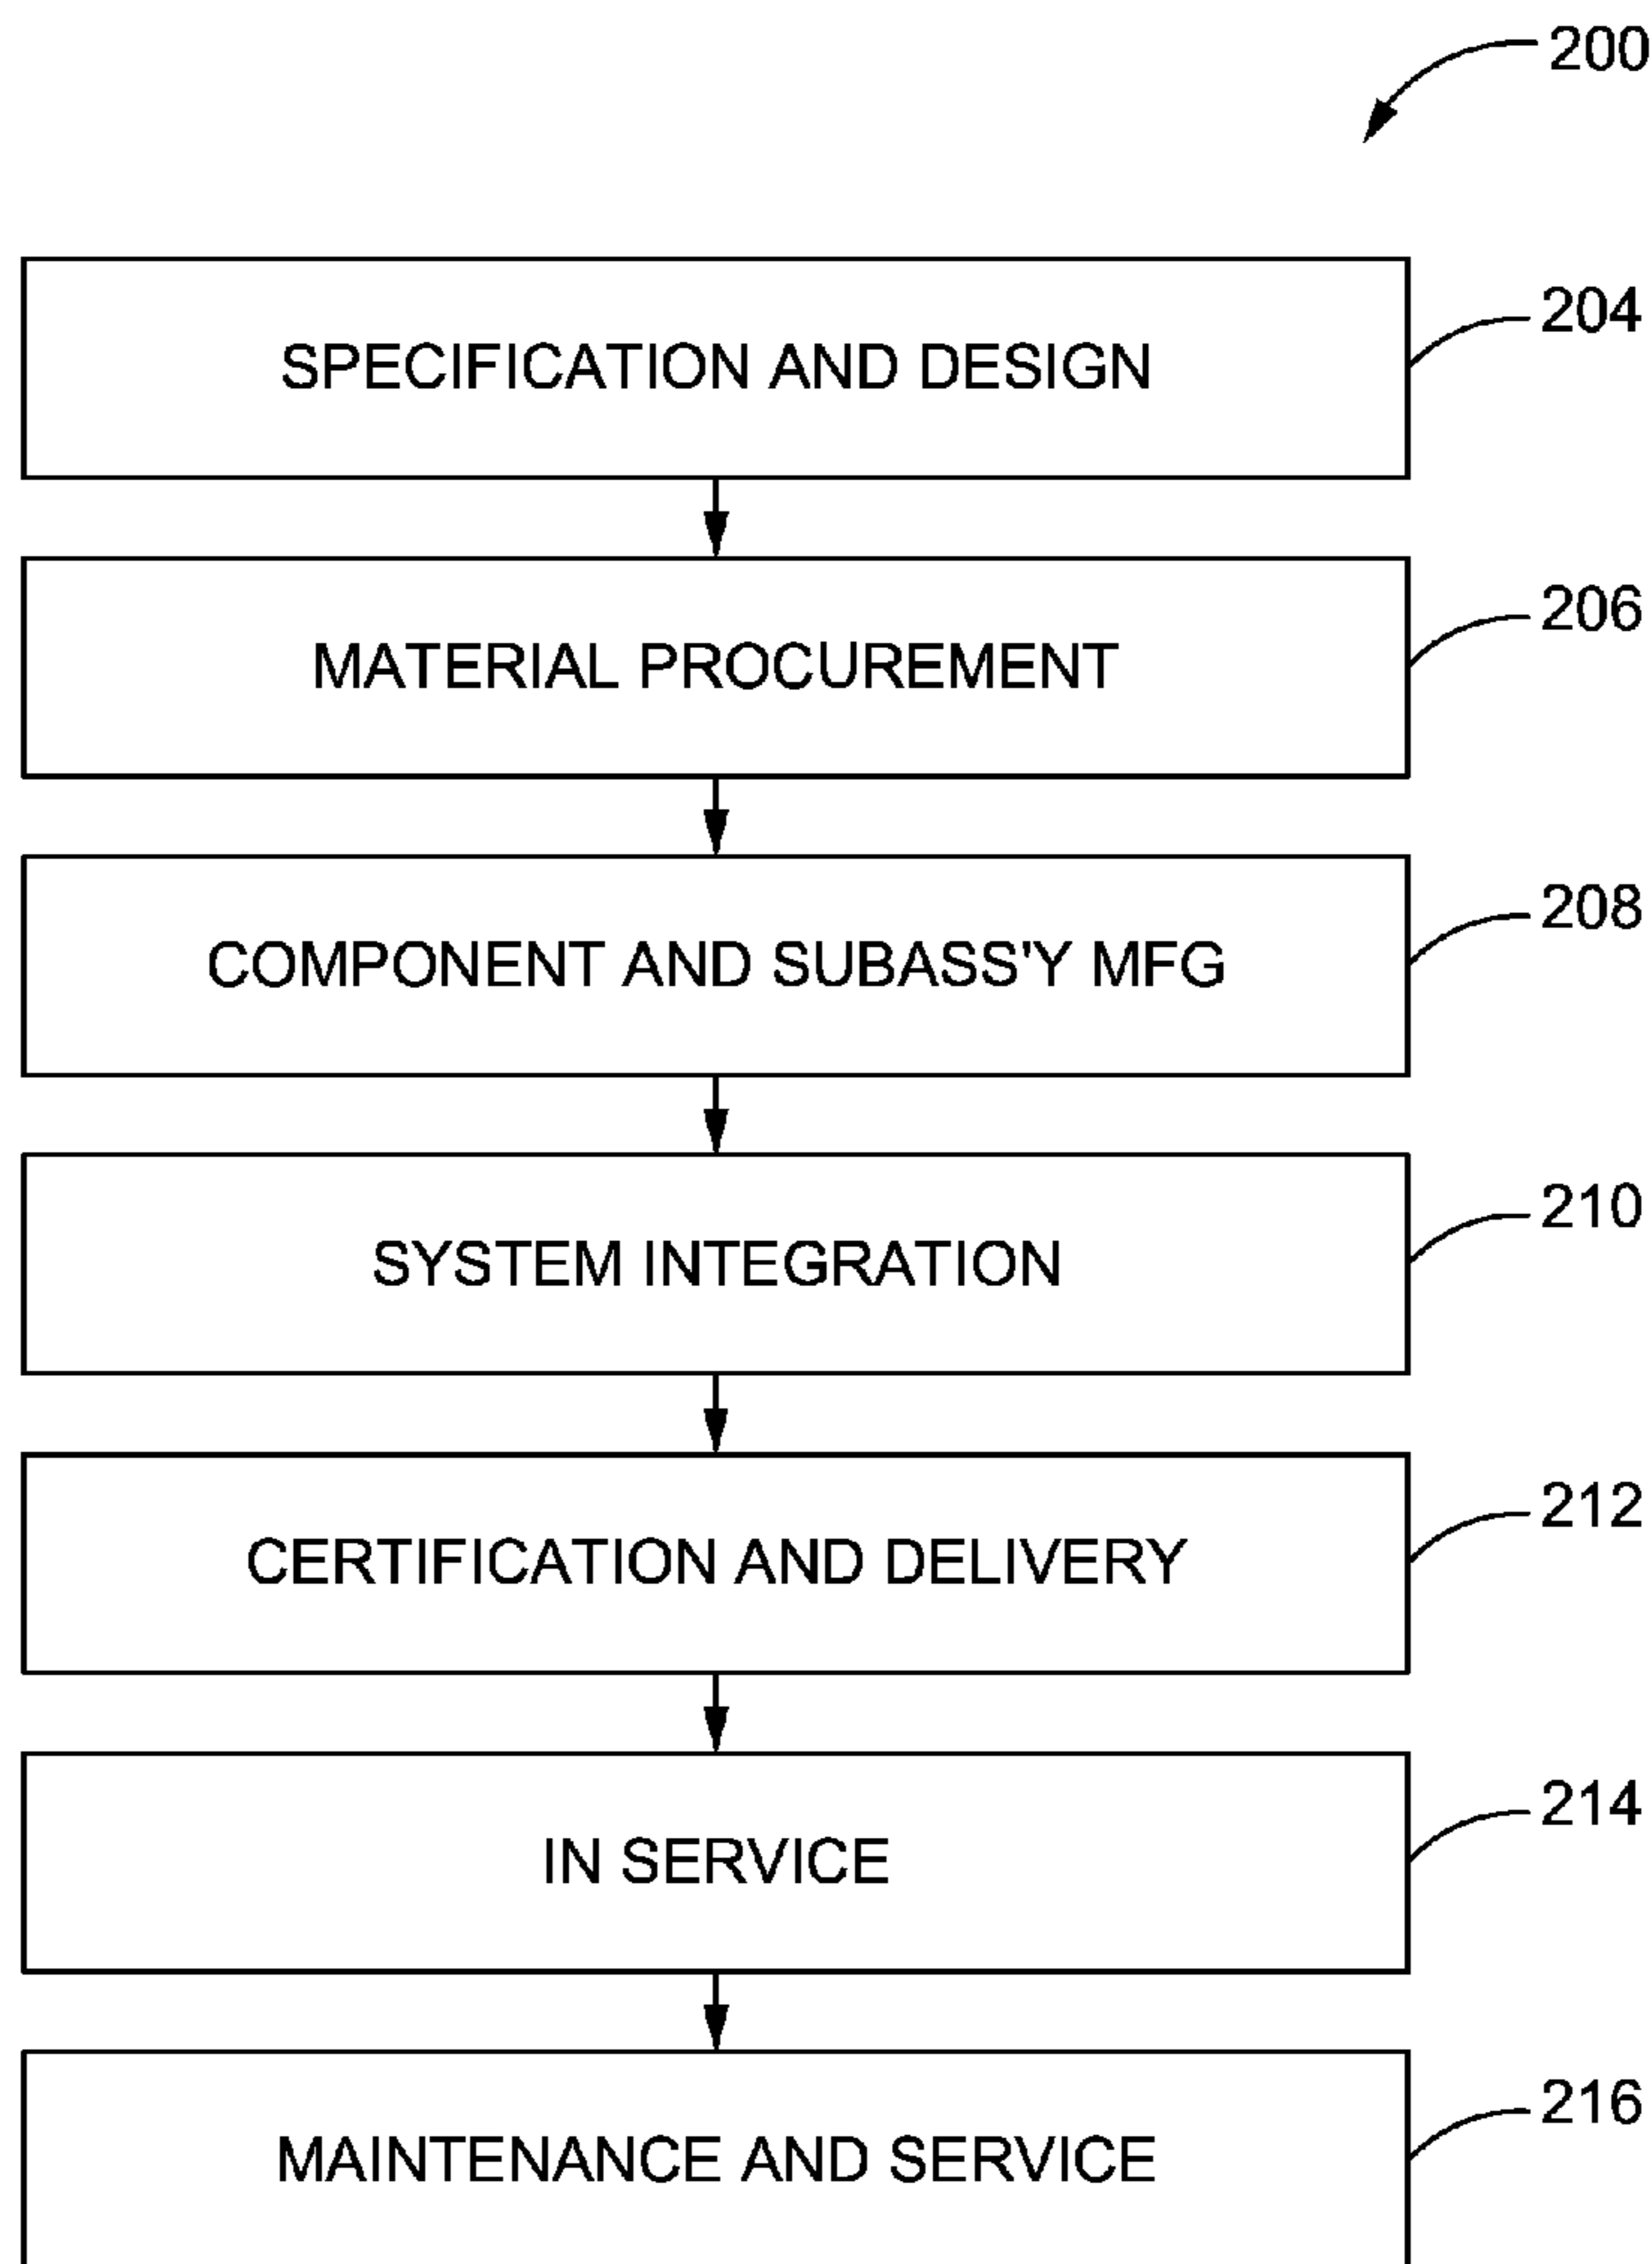 200
SPECIFICATION AND DESIGN
204
MATERIAL PROCUREMENT
206
COMPONENT AND SUBASS'Y MFG
208
SYSTEM INTEGRATION
210
CERTIFICATION AND DELIVERY
212
IN SERVICE
214
MAINTENANCE AND SERVICE
216